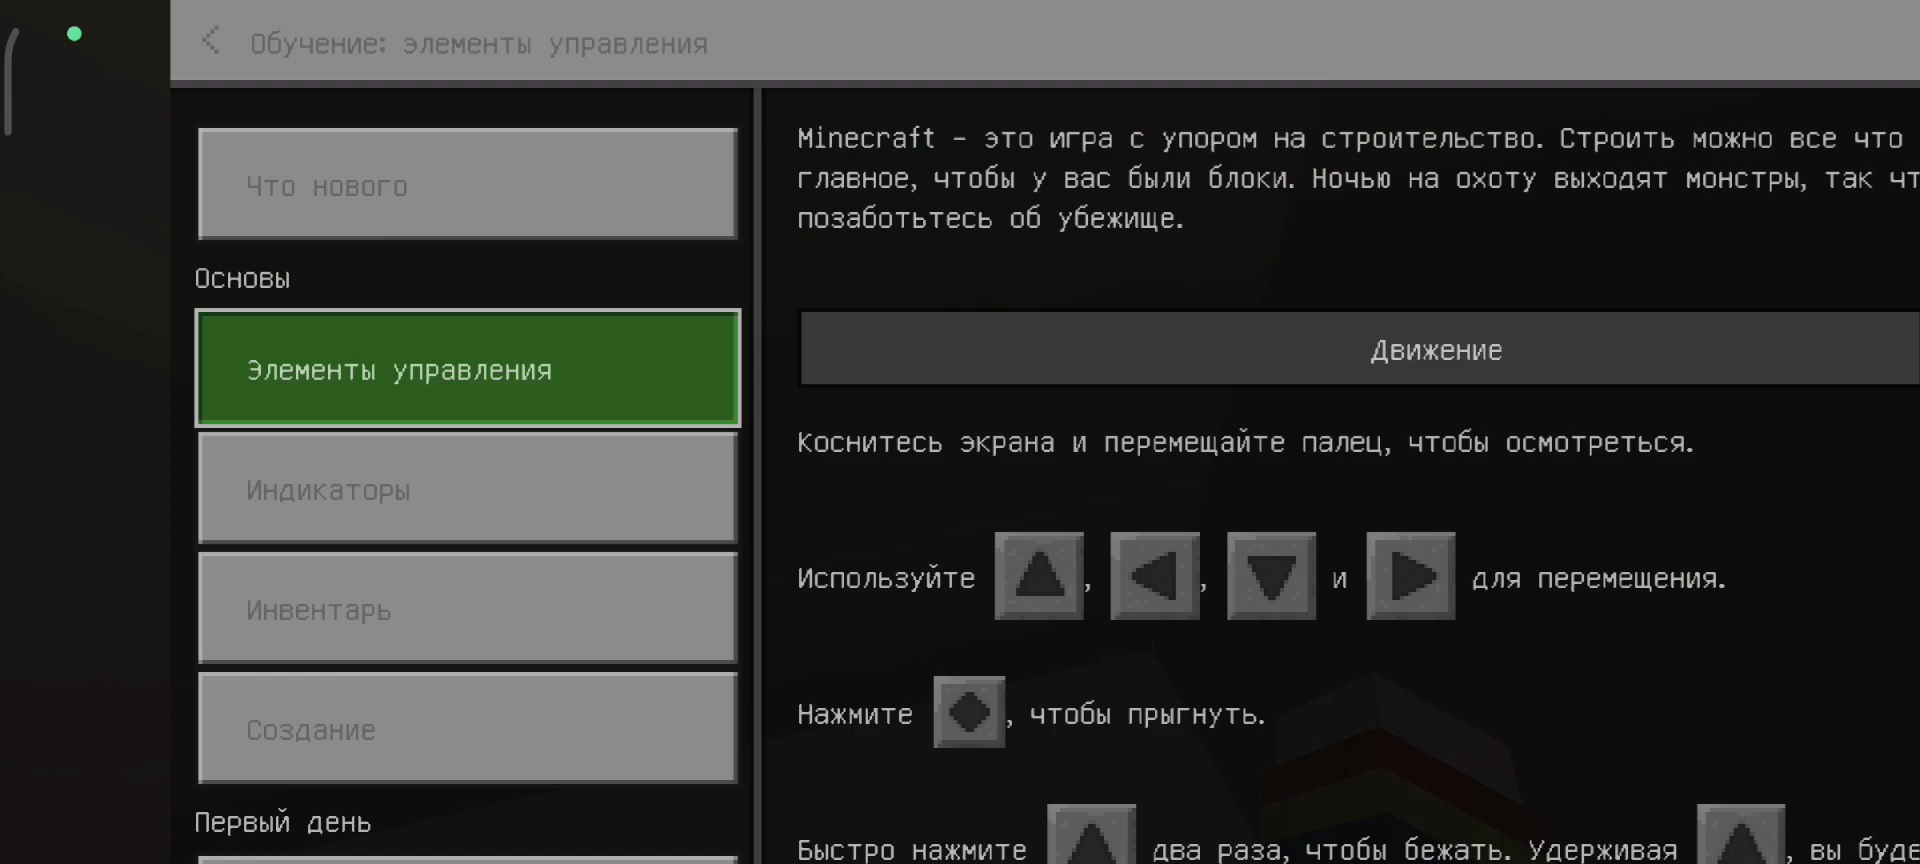 Обучение: элементы управления
Что нового
Основы
Элементы управления
Индикаторы
Инвентарь
Создание
Первый день
Minecraft – это игра с упором на строительство. Строить можно все что
главное, чтобы у вас были блоки. Ночью на охоту выходят монстры, так
позаботьтесь об убежище.
Движение
Коснитесь экрана и перемещайте палец, чтобы осмотреться.
Используйте , , и для перемещения.
Нажмите , чтобы прыгнуть.
Быстро нажмите два раза, чтобы бежать. Удерживая , вы